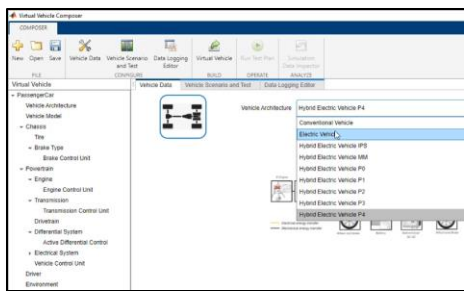 Virtual Vehicle Composer
COMPOSER
New Open Save Vehicle Data Vehicle Scenario and Test Data Logging Editor Virtual Vehicle Run Test Plan Simulation Data Inspector
FILE CONFIGURE BUILD OPERATE ANALYZE
Virtual Vehicle
Vehicle Data Vehicle Scenario and Test Data Logging Editor
PassengerCar
Vehicle Architecture
Vehicle Model
Chassis
Tire
Brake Type
Brake Control Unit
Powertrain
Engine
Engine Control Unit
Transmission
Transmission Control Unit
Drivetrain
Differential System
Active Differential Control
Electrical System
Vehicle Control Unit
Driver
Environment
Vehicle Architecture Hybrid Electric Vehicle P4
Conventional Vehicle
Electric Vehicle
Hybrid Electric Vehicle IPS
Hybrid Electric Vehicle MM
Hybrid Electric Vehicle P0
Hybrid Electric Vehicle P1
Hybrid Electric Vehicle P2
Hybrid Electric Vehicle P3
Hybrid Electric Vehicle P4